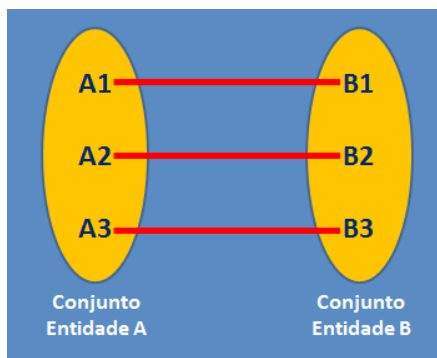 A1 B1
A2 B2
A3 B3
Conjunto Entidade A
Conjunto Entidade B